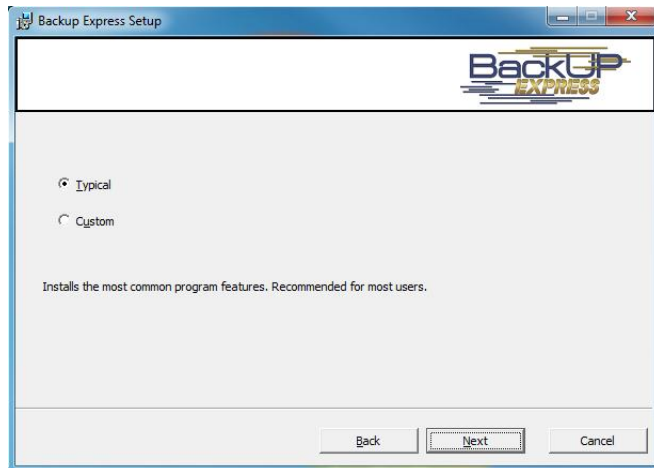 Backup Express Setup
BackUP
EXPRESS
Typical
Custom
Installs the most common program features. Recommended for most users.
Back
Next
Cancel